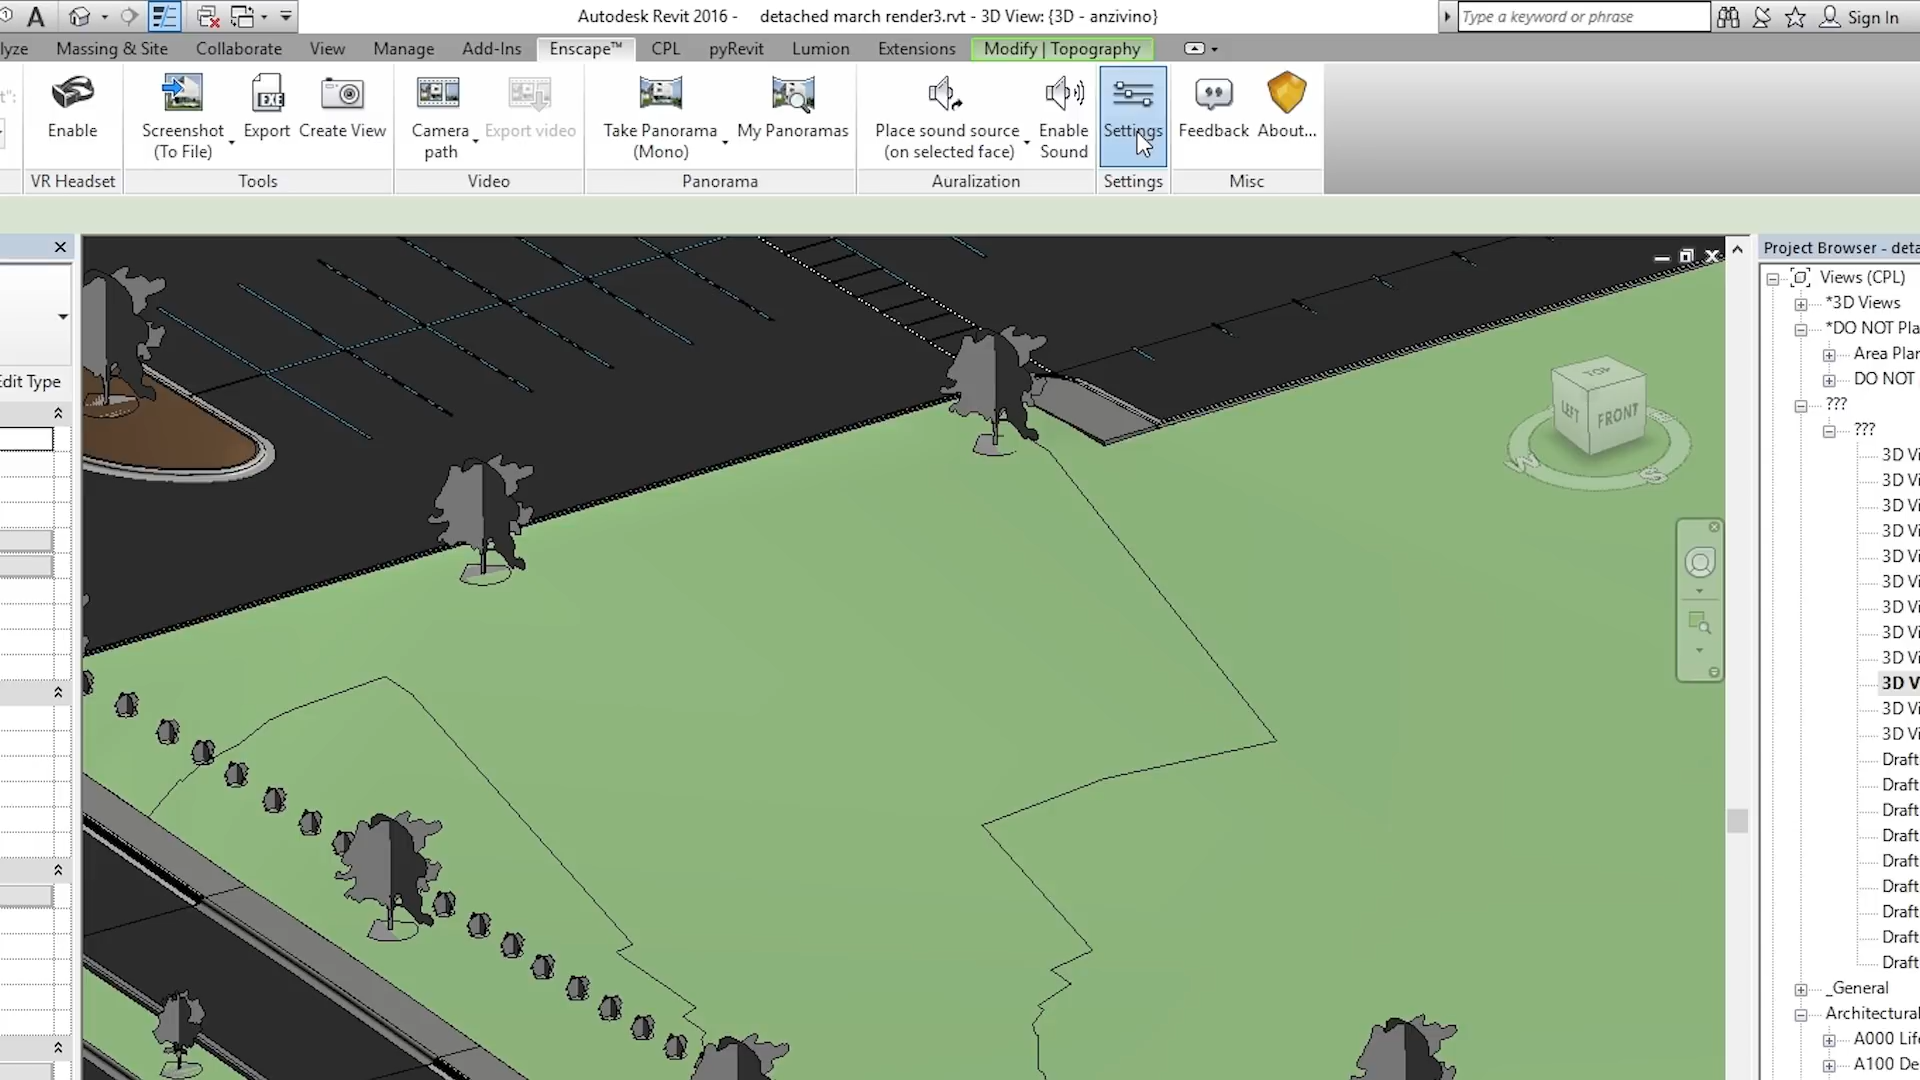 A
Autodesk Revit 2016 - detached march render3.rvt - 3D View: {3D - anzivino}
Type a keyword or phrase
Sign In
lyze Massing & Site Collaborate View Manage Add-Ins Enscape™ CPL pyRevit Lumion Extensions Modify | Topography
t":
EXE
Enable
Screenshot
(To File)
Export
Create View
Camera
path
Export video
Take Panorama
(Mono)
My Panoramas
Place sound source
(on selected face)
Enable
Sound
Settings
Feedback
About...
VR Headset Tools Video Panorama Auralization Settings Misc
Project Browser - deta
Edit Type
TOP
LEFT
FRONT
W
S
Views (CPL)
*3D Views
*DO NOT Pla
Area Plan
DO NOT
???
???
3D Vi
3D Vi
3D Vi
3D Vi
3D Vi
3D Vi
3D Vi
3D Vi
3D Vi
3D V
3D Vi
3D Vi
Draft
Draft
Draft
Draft
Draft
Draft
Draft
Draft
Draft
_General
Architectural
A000 Life
A100 De